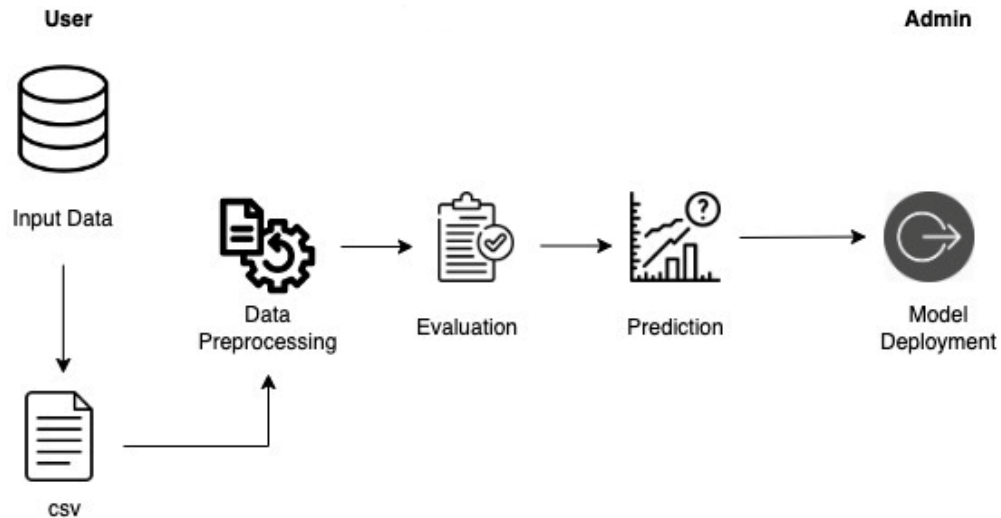 User
Admin
Input Data
Data
Preprocessing
Evaluation
Prediction
Model
Deployment
csv
?